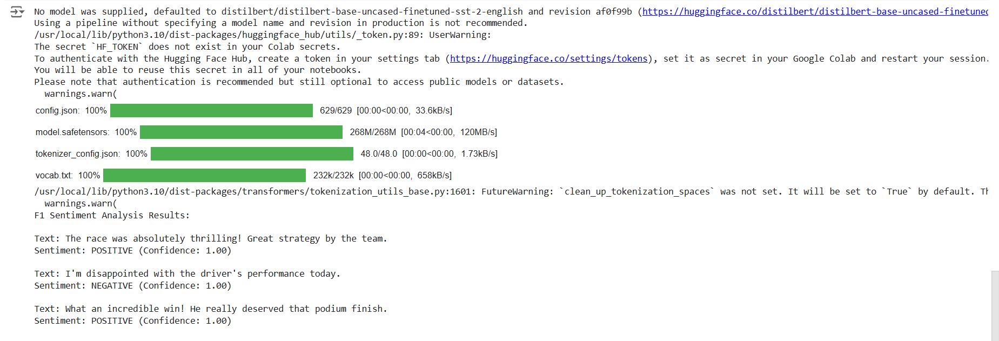 No model was supplied, defaulted to distilbert/distilbert-base-uncased-finetuned-sst-2-english and revision af0f99b (https://huggingface.co/distilbert/distilbert-base-uncased-finetuned
Using a pipeline without specifying a model name and revision in production is not recommended.
/usr/local/lib/python3.10/dist-packages/huggingface_hub/utils/_token.py:89: UserWarning:
The secret `HF_TOKEN` does not exist in your Colab secrets.
To authenticate with the Hugging Face Hub, create a token in your settings tab (https://huggingface.co/settings/tokens), set it as secret in your Google Colab and restart your session.
You will be able to reuse this secret in all of your notebooks.
Please note that authentication is recommended but still optional to access public models or datasets.
  warnings.warn(
config.json: 100% 629/629 [00:00<00:00, 33.6kB/s]
model.safetensors: 100% 268M/268M [00:04<00:00, 120MB/s]
tokenizer_config.json: 100% 48.0/48.0 [00:00<00:00, 1.73kB/s]
vocab.txt: 100% 232k/232k [00:00<00:00, 658kB/s]
/usr/local/lib/python3.10/dist-packages/transformers/tokenization_utils_base.py:1601: FutureWarning: `clean_up_tokenization_spaces` was not set. It will be set to `True` by default.
  warnings.warn(
F1 Sentiment Analysis Results:
Text: The race was absolutely thrilling! Great strategy by the team.
Sentiment: POSITIVE (Confidence: 1.00)
Text: I'm disappointed with the driver's performance today.
Sentiment: NEGATIVE (Confidence: 1.00)
Text: What an incredible win! He really deserved that podium finish.
Sentiment: POSITIVE (Confidence: 1.00)